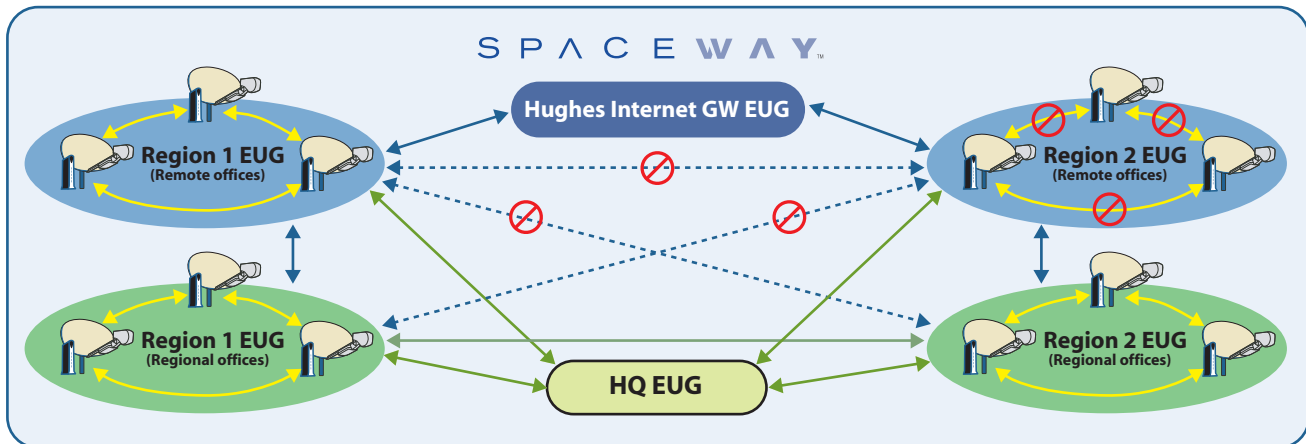 SPACEWAY™
Hughes Internet GW EUG
Region 1 EUG
(Remote offices)
Region 2 EUG
(Remote offices)
Region 1 EUG
(Regional offices)
Region 2 EUG
(Regional offices)
HQ EUG